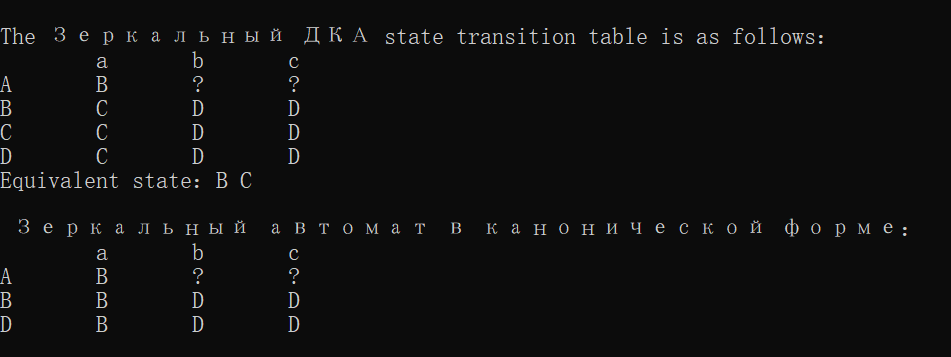 The Зеркальный ДКА state transition table is as follows:
a b c
A B ? ?
B C D D
C C D D
D C D D
Equivalent state: B C
Зеркальный автомат в канонической форме:
a b c
A B ? ?
B B D D
D B D D